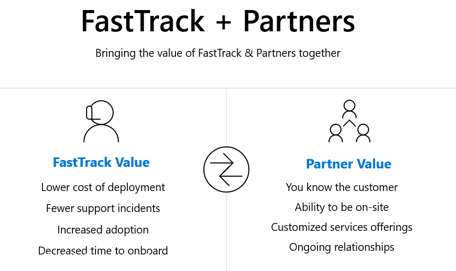 FastTrack + Partners
Bringing the value of FastTrack & Partners together
FastTrack Value
Lower cost of deployment
Fewer support incidents
Increased adoption
Decreased time to onboard
Partner Value
You know the customer
Ability to be on-site
Customized services offerings
Ongoing relationships